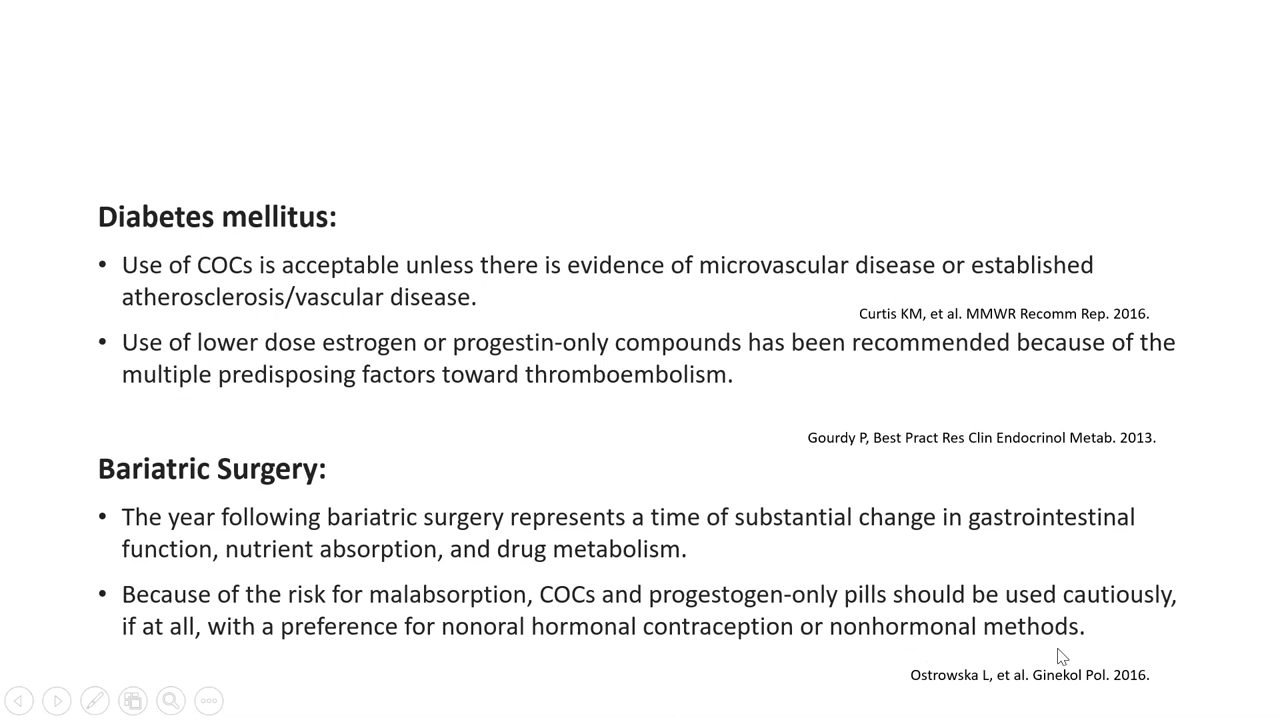 Diabetes mellitus:
• Use of COCs is acceptable unless there is evidence of microvascular disease or established
atherosclerosis/vascular disease.
Curtis KM, et al. MMWR Recomm Rep. 2016.
• Use of lower dose estrogen or progestin-only compounds has been recommended because of the
multiple predisposing factors toward thromboembolism.
Gourdy P, Best Pract Res Clin Endocrinol Metab. 2013.
Bariatric Surgery:
• The year following bariatric surgery represents a time of substantial change in gastrointestinal
function, nutrient absorption, and drug metabolism.
• Because of the risk for malabsorption, COCs and progestogen-only pills should be used cautiously,
if at all, with a preference for nonoral hormonal contraception or nonhormonal methods.
Ostrowska L, et al. Ginekol Pol. 2016.